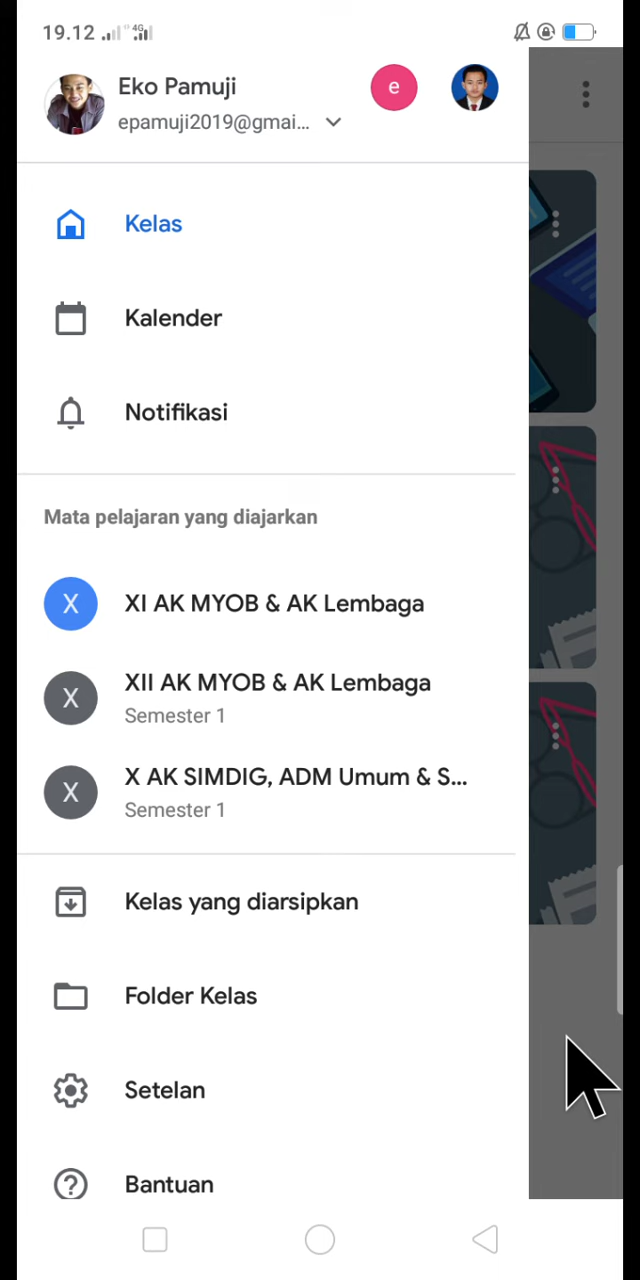 19.12 4G
Eko Pamuji
epamuji2019@gmai...
e
Kelas
Kalender
Notifikasi
Mata pelajaran yang diajarkan
X XI AK MYOB & AK Lembaga
X XII AK MYOB & AK Lembaga
Semester 1
X X AK SIMDIG, ADM Umum & S...
Semester 1
Kelas yang diarsipkan
Folder Kelas
Setelan
Bantuan